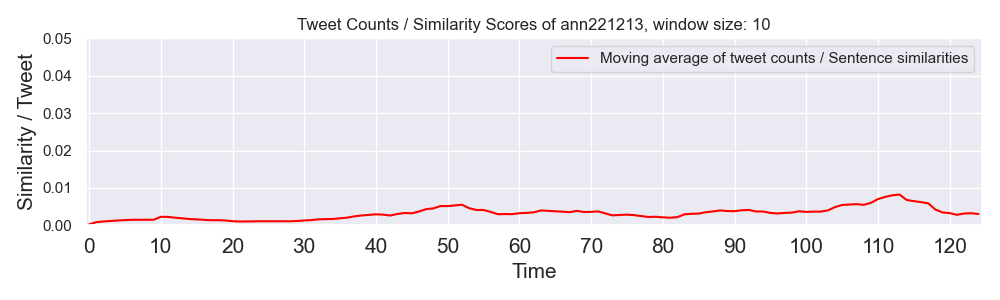 Tweet Counts / Similarity Scores of ann221213, window size: 10
Moving average of tweet counts / Sentence similarities
Similarity / Tweet
0.05
0.04
0.03
0.02
0.01
0.00
0 10 20 30 40 50 60 70 80 90 100 110 120
Time